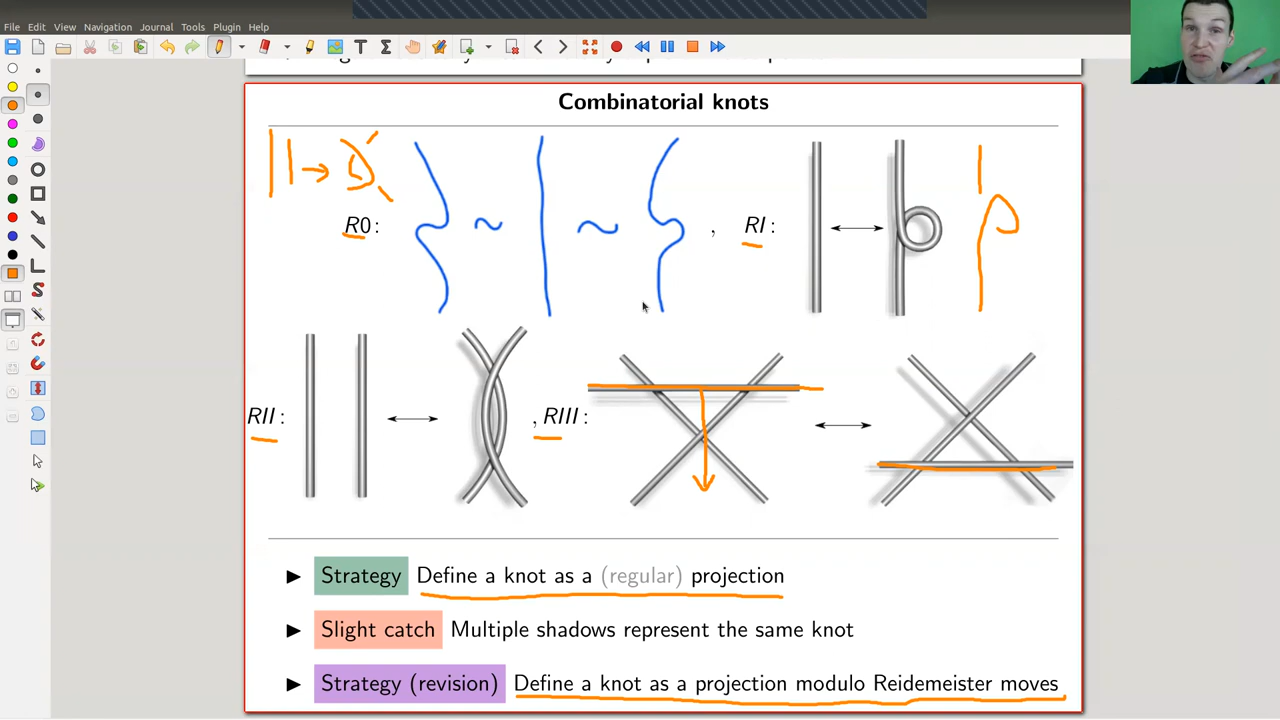 File Edit View Navigation Journal Tools Plugin Help
Combinatorial knots
R0: ~ ~ , RI:
RII: , RIII:
► Strategy Define a knot as a (regular) projection
► Slight catch Multiple shadows represent the same knot
► Strategy (revision) Define a knot as a projection modulo Reidemeister moves